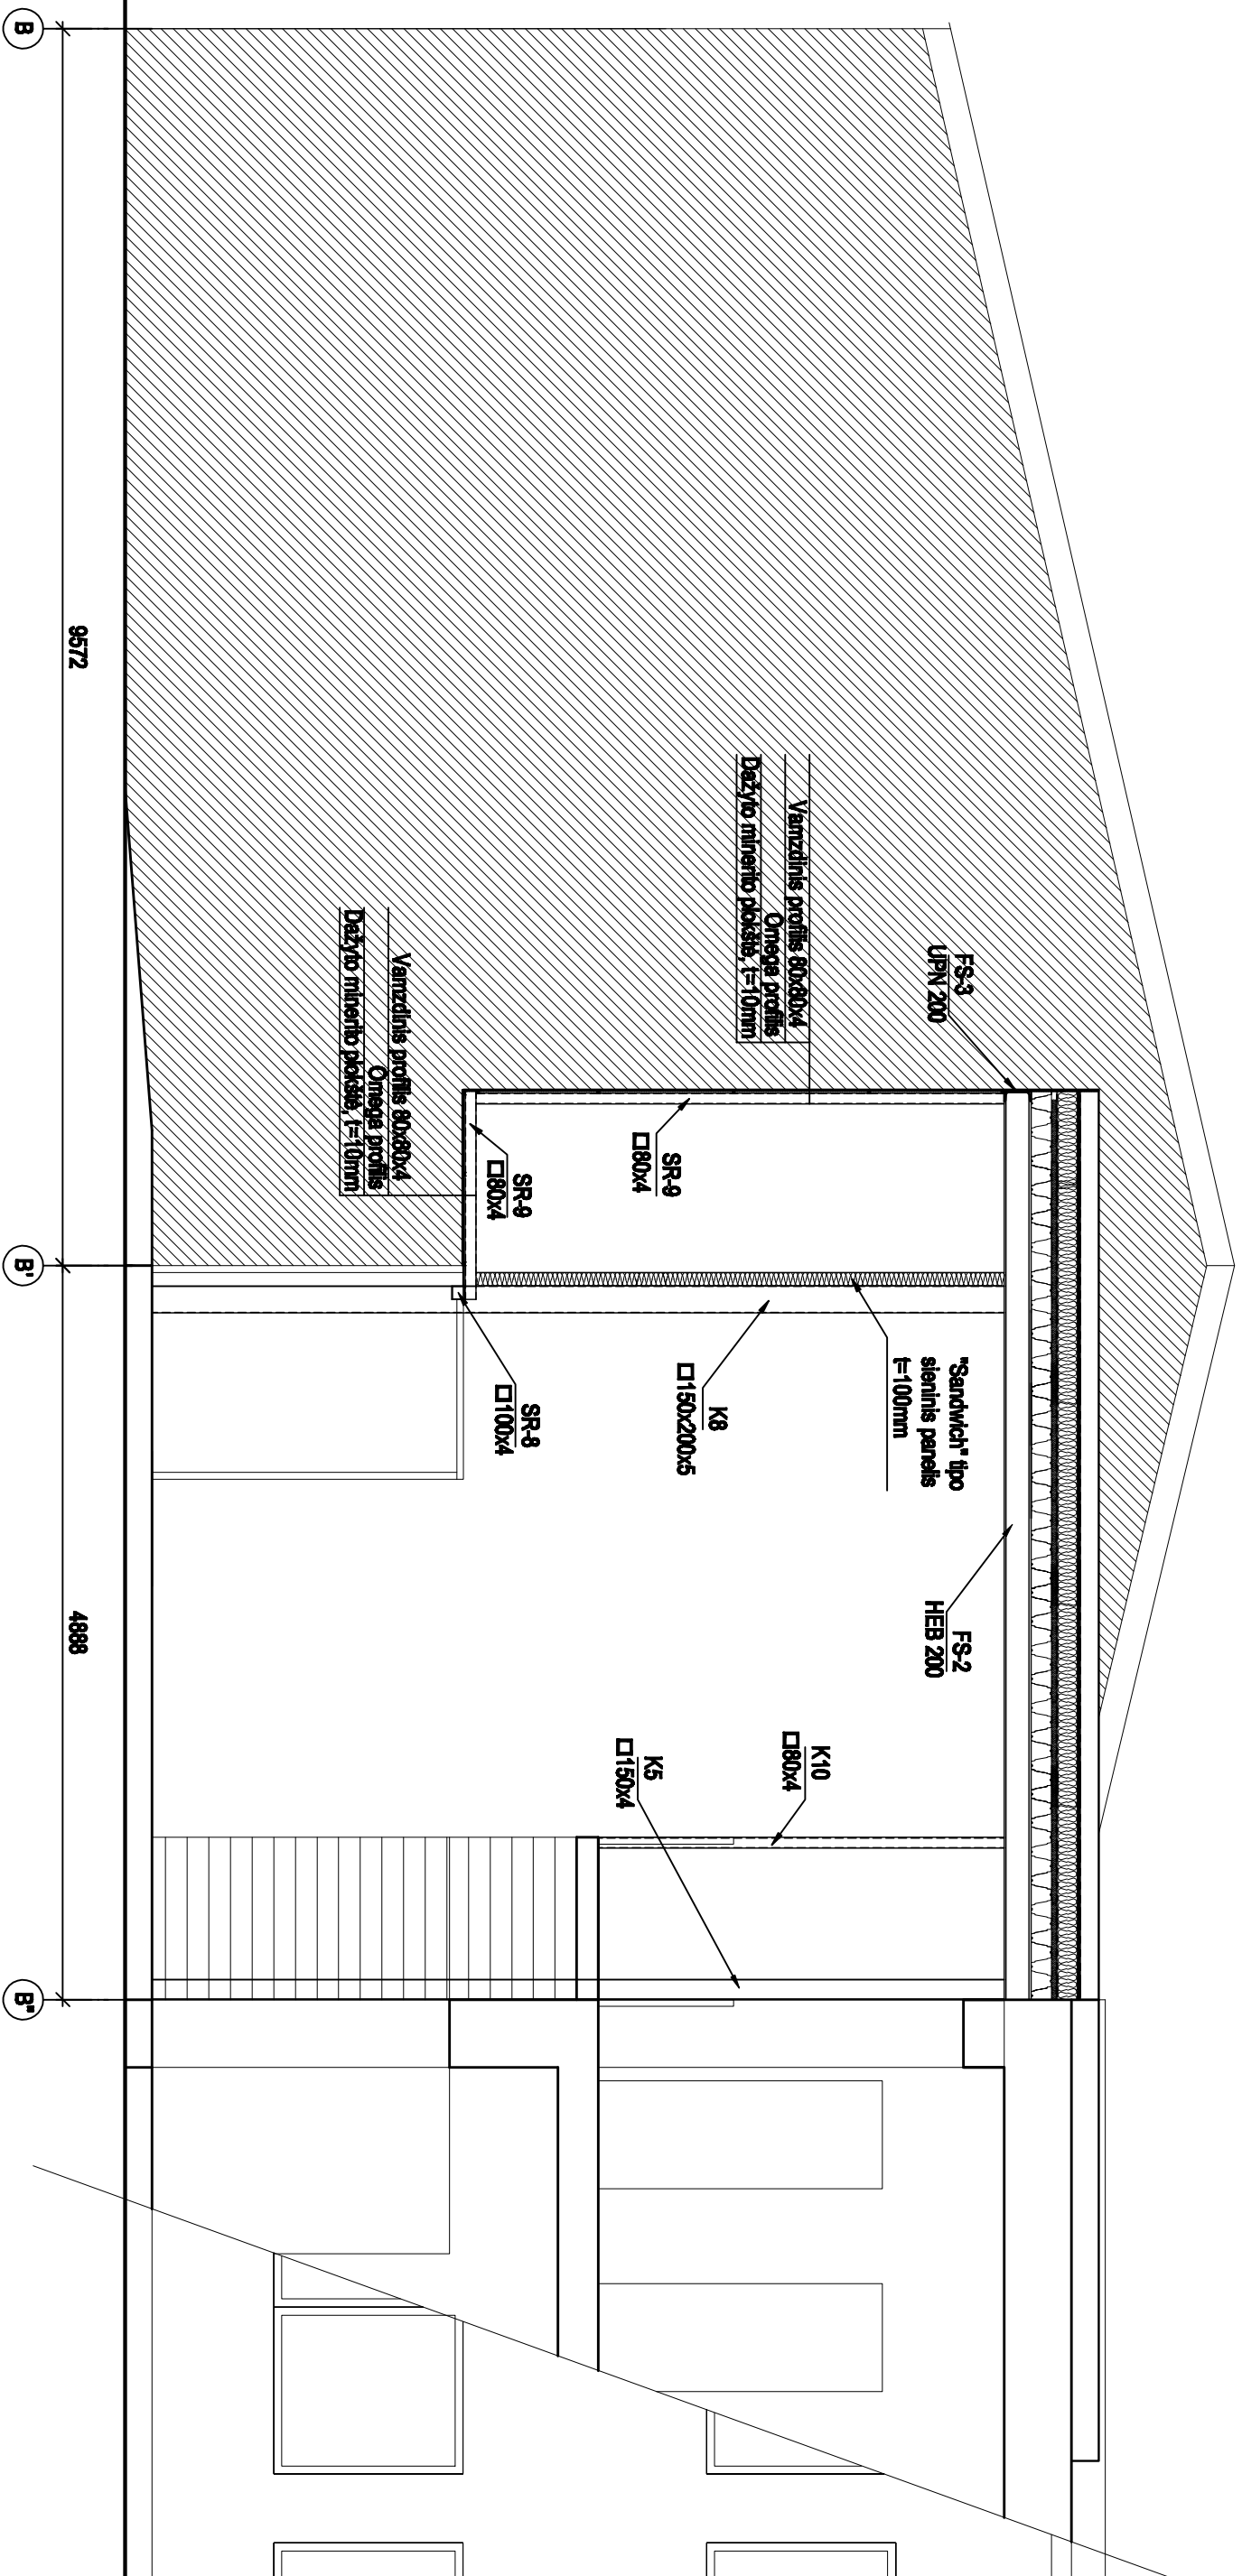 FS-3
UPN 200
Vamzdinis profilis 80x80x4
Omega profilis
Dažyto minerito plokštė, t=10mm
SR-9
□80x4
Vamzdinis profilis 80x80x4
Omega profilis
Dažyto minerito plokštė, t=10mm
SR-9
□80x4
"Sandwich" tipo
sieninis panelis
t=100mm
K8
□150x200x5
SR-8
□100x4
FS-2
HEB 200
K10
□80x4
K5
□150x4
9572
4888
B
B'
B"